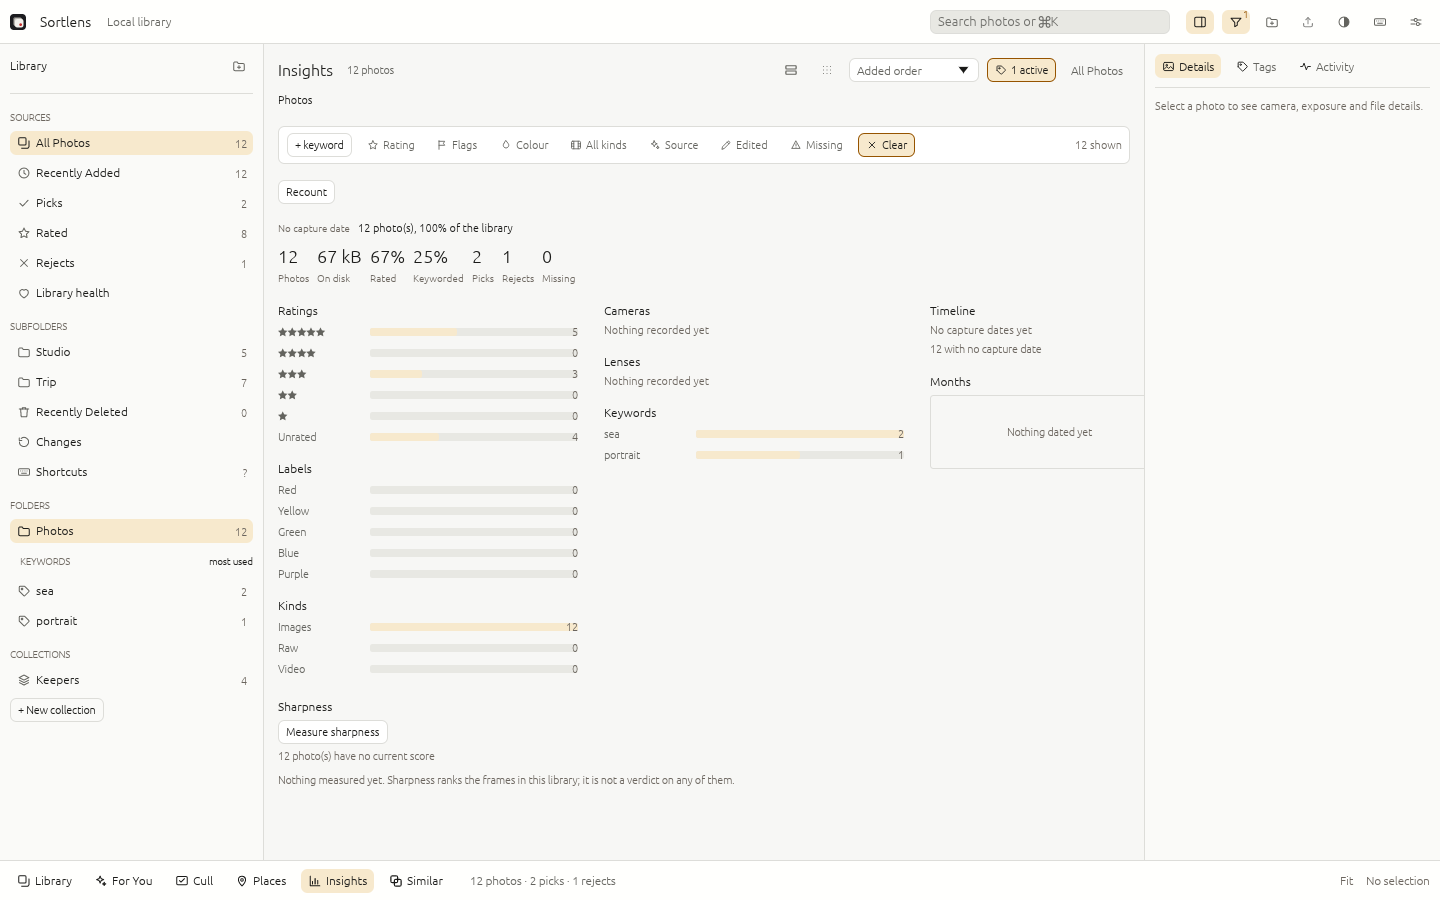 Sortlens Local library
Search photos or ⌘K
1
Library
SOURCES
All Photos 12
Recently Added 12
Picks 2
Rated 8
Rejects 1
Library health
SUBFOLDERS
Studio 5
Trip 7
Recently Deleted 0
Changes
Shortcuts ?
FOLDERS
Photos 12
KEYWORDS most used
sea 2
portrait 1
COLLECTIONS
Keepers 4
+ New collection
Insights 12 photos
Added order
1 active
All Photos
Photos
+ keyword Rating Flags Colour All kinds Source Edited Missing Clear 12 shown
Recount
No capture date 12 photo(s), 100% of the library
12 67 kB 67% 25% 2 1 0
Photos On disk Rated Keyworded Picks Rejects Missing
Ratings
★★★★★ 5
★★★★ 0
★★★ 3
★★ 0
★ 0
Unrated 4
Labels
Red 0
Yellow 0
Green 0
Blue 0
Purple 0
Kinds
Images 12
Raw 0
Video 0
Cameras
Nothing recorded yet
Lenses
Nothing recorded yet
Keywords
sea 2
portrait 1
Timeline
No capture dates yet
12 with no capture date
Months
Nothing dated yet
Sharpness
Measure sharpness
12 photo(s) have no current score
Nothing measured yet. Sharpness ranks the frames in this library; it is not a verdict on any of them.
Details Tags Activity
Select a photo to see camera, exposure and file details.
Library For You Cull Places Insights Similar 12 photos · 2 picks · 1 rejects
Fit No selection